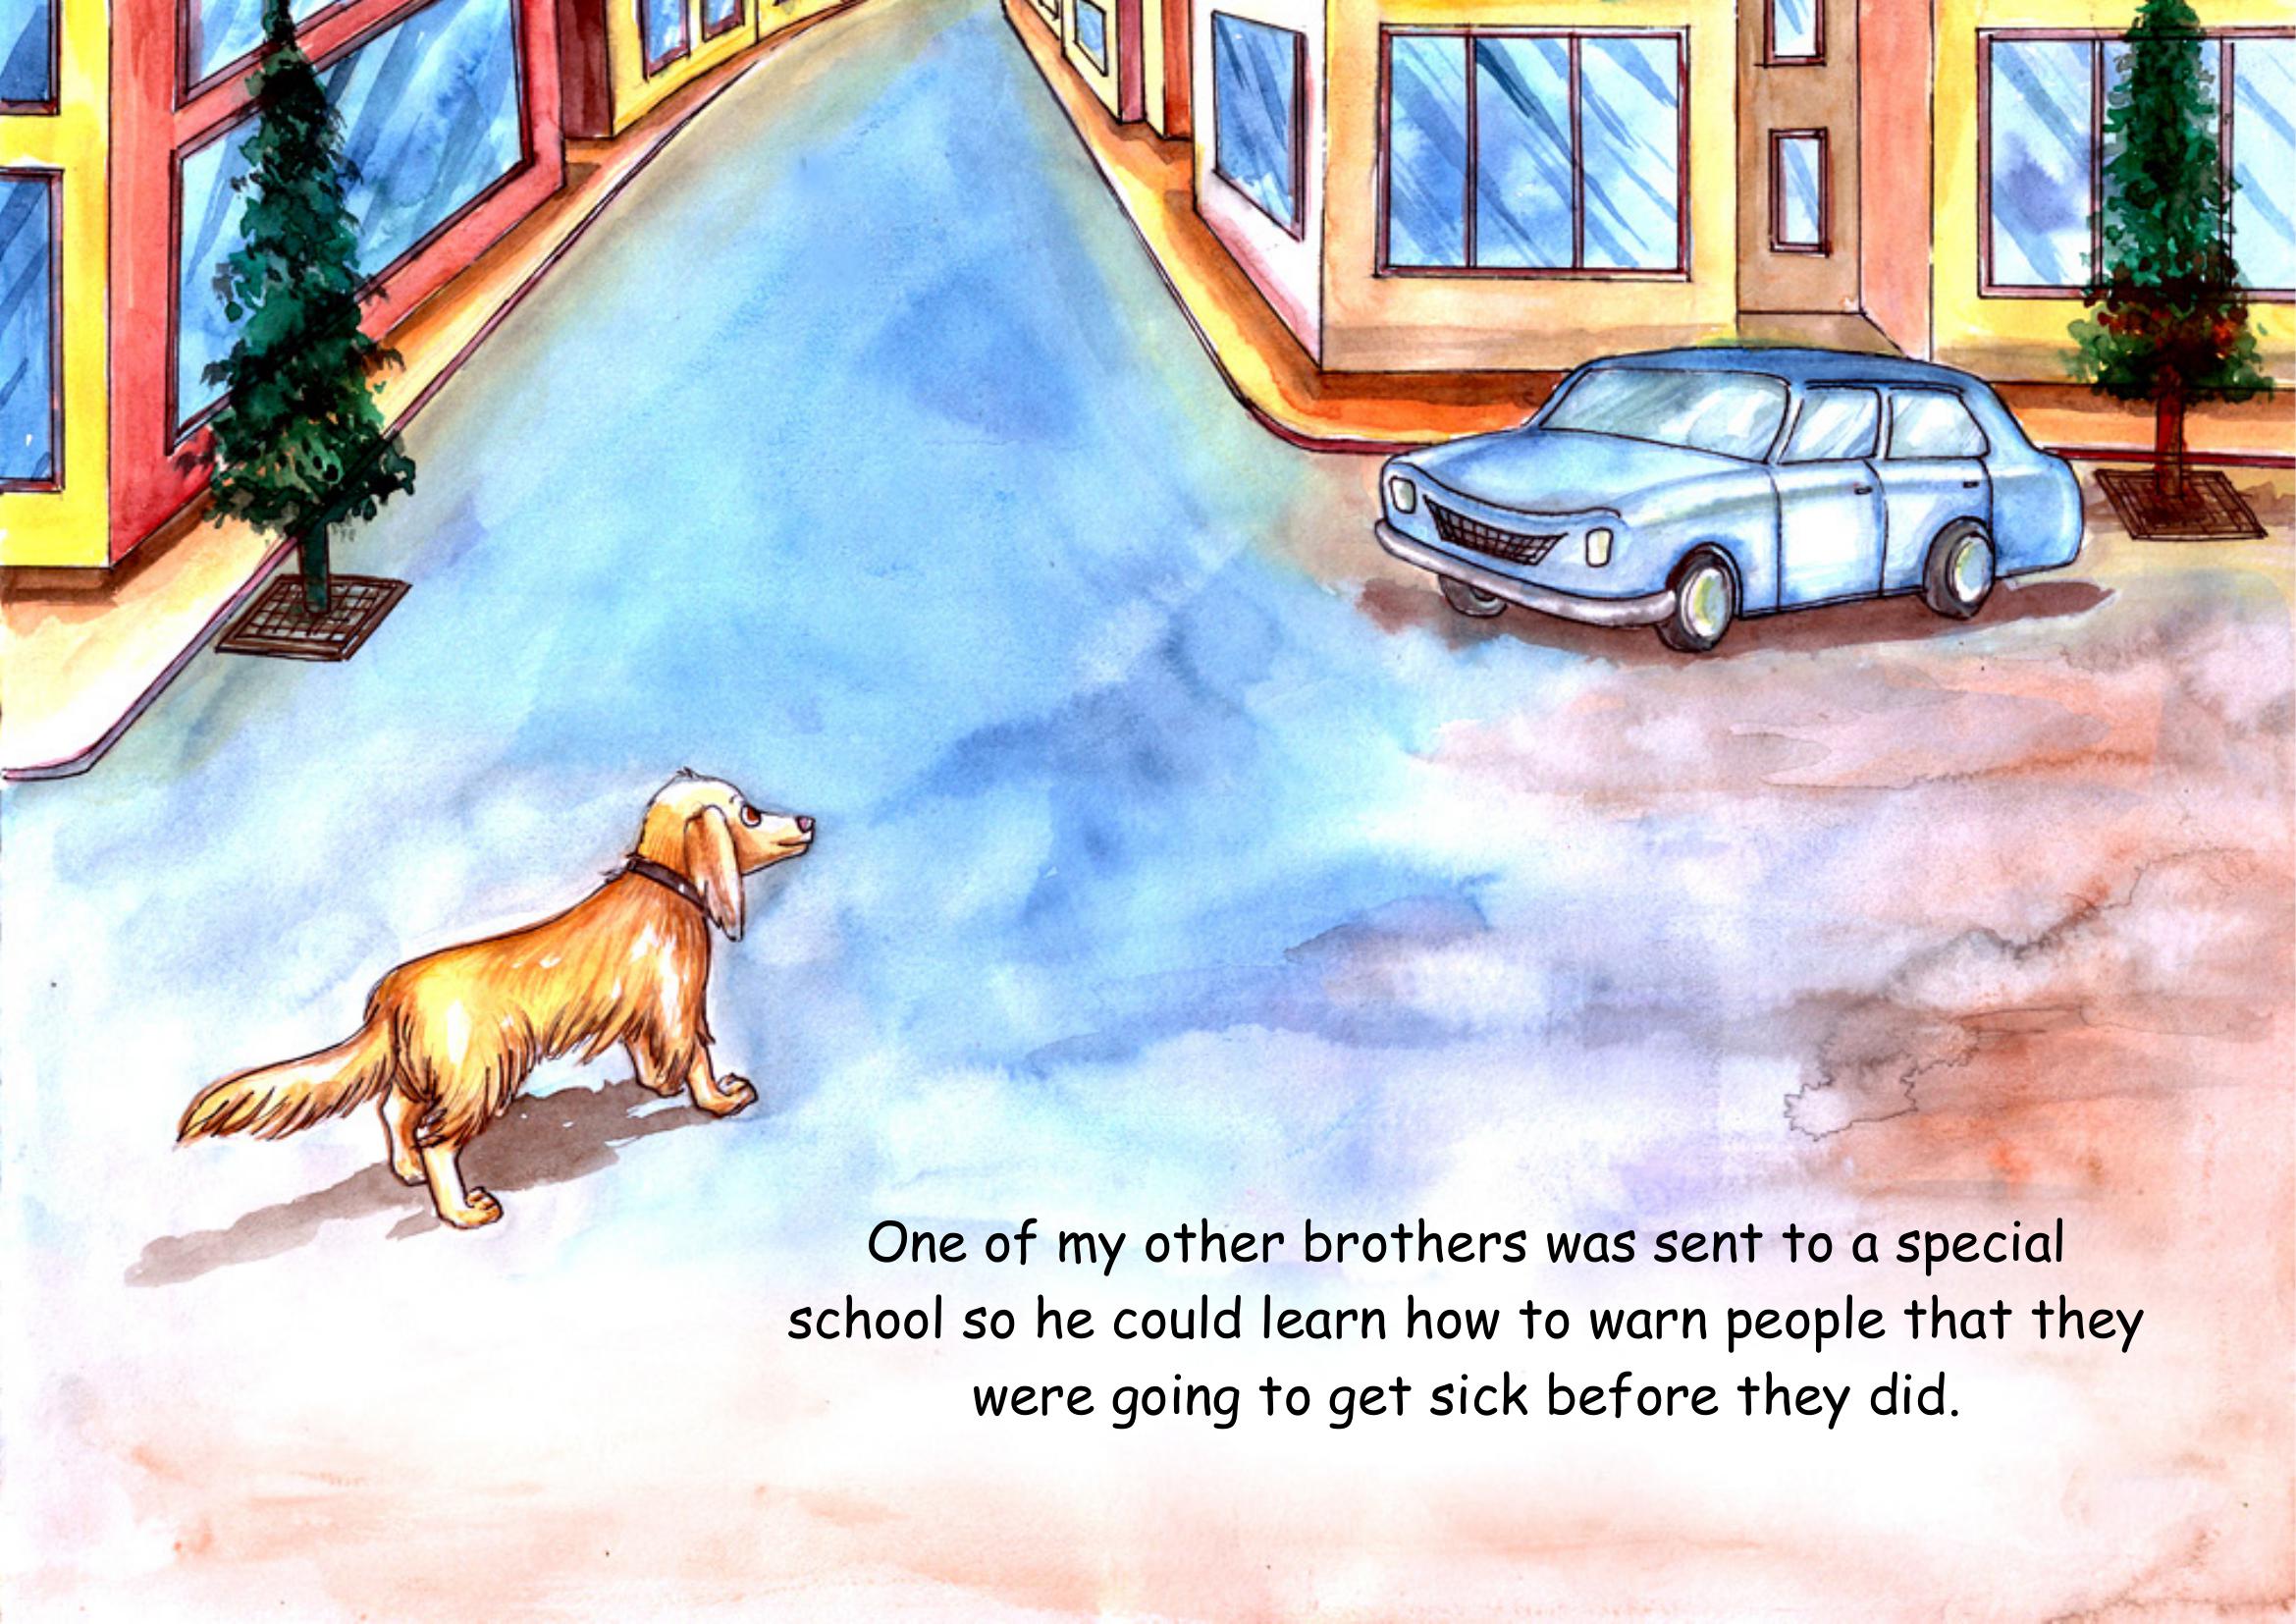 One of my other brothers was sent to a special
school so he could learn how to warn people that they
were going to get sick before they did.